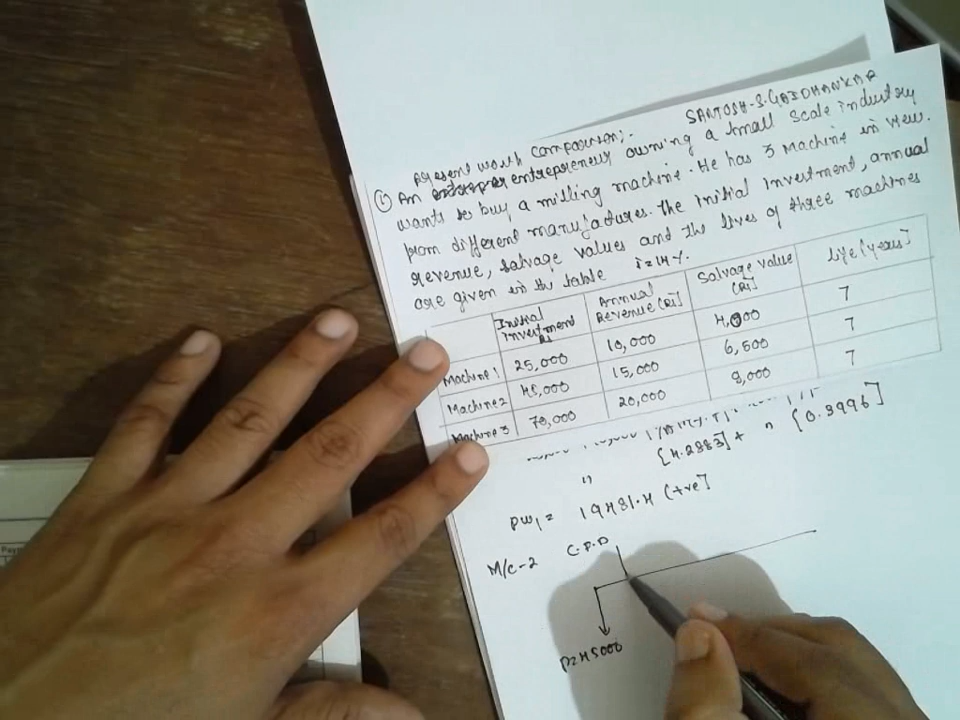 SANTOSH.S.GAIDHANKAR
present worth comparison;.
① An entrepreneur owning a small scale industry
wants to buy a milling machine. He has 3 Machine in view.
from different manufactures. The initial investment, annual
revenue, salvage values and the lives of three machines
are given in the table i=14%.
Initial investment Rs Annual Revenue (Rs) Salvage value (Rs) Life (years)
Machine 1 25,000 10,000 4,000 7
Machine 2 45,000 15,000 6,500 7
Machine 3 70,000 20,000 9,000 7
" [4.2883] + " [0.3996]
PW1 = 19481.4 (+ve)
M/c-2 C.F.D
P=45000